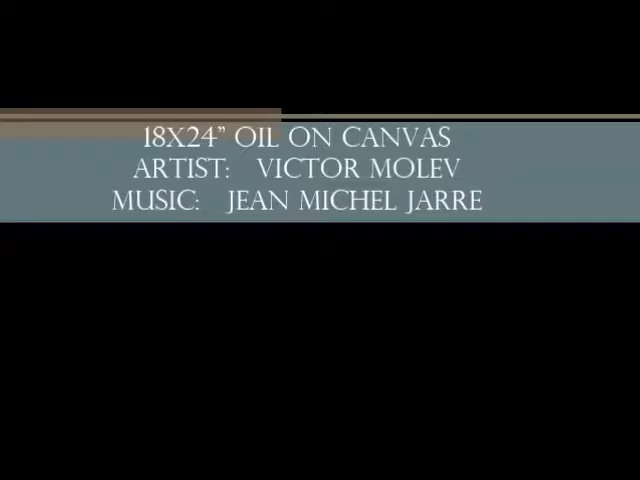 18X24” OIL ON CANVAS
ARTIST: VICTOR MOLEV
MUSIC: JEAN MICHEL JARRE